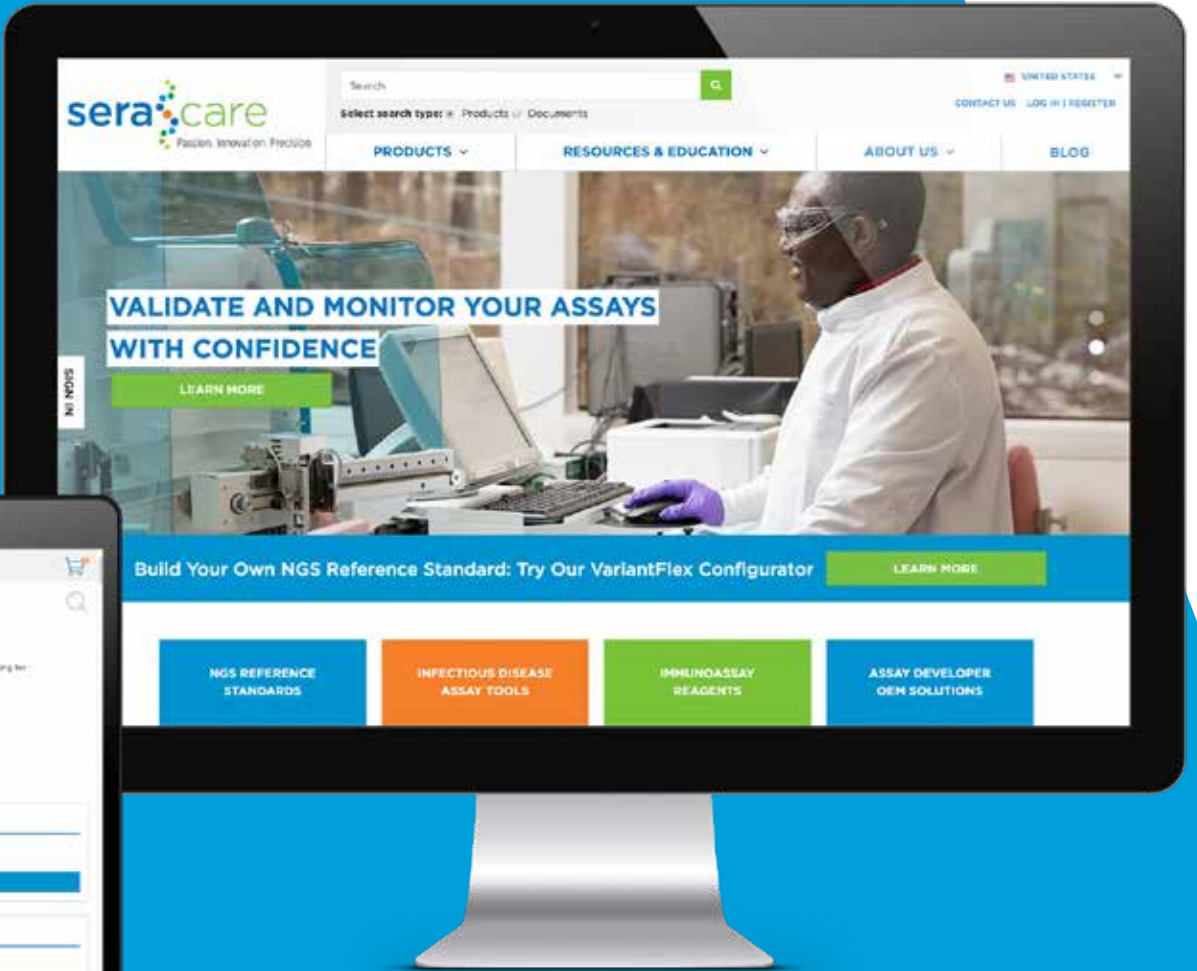 seracare
Passion. Innovation. Precision
Search
Select search type: Products Documents
UNITED STATES
CONTACT US LOG IN | REGISTER
PRODUCTS
RESOURCES & EDUCATION
ABOUT US
BLOG
VALIDATE AND MONITOR YOUR ASSAYS
WITH CONFIDENCE
LEARN MORE
SIGN IN
Build Your Own NGS Reference Standard: Try Our VariantFlex Configurator
LEARN MORE
NGS REFERENCE
STANDARDS
INFECTIOUS DISEASE
ASSAY TOOLS
IMMUNOASSAY
REAGENTS
ASSAY DEVELOPER
OEM SOLUTIONS